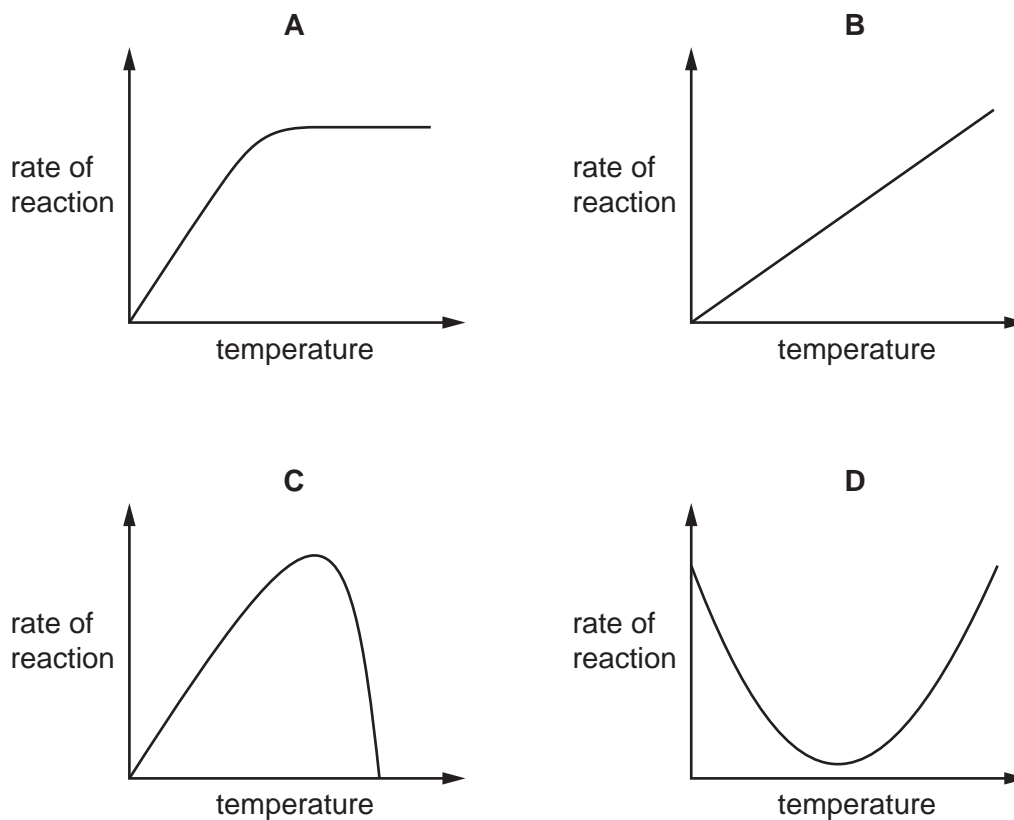 A
rate of
reaction
temperature
B
rate of
reaction
temperature
C
rate of
reaction
temperature
D
rate of
reaction
temperature